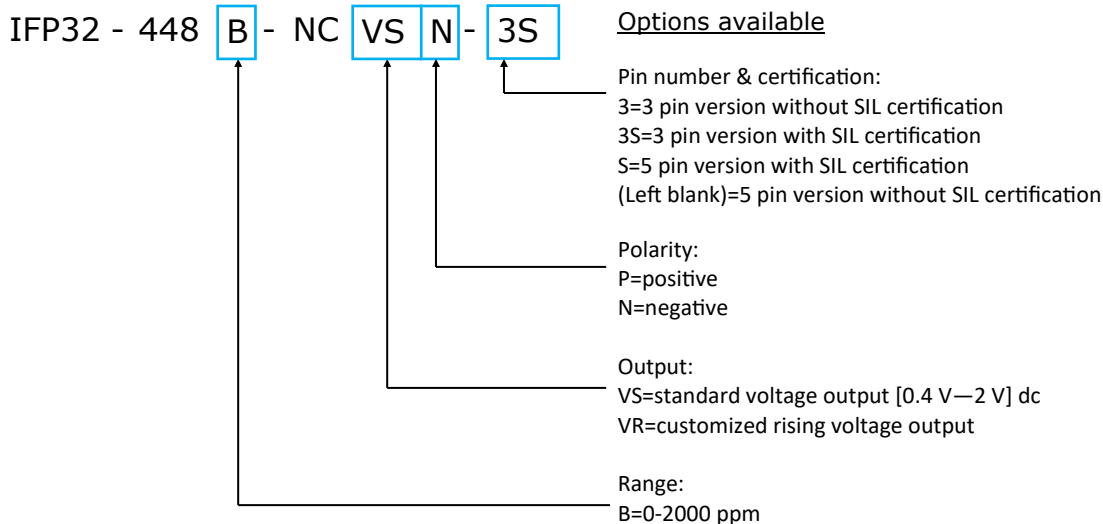 IFP32 - 448 B - NC VS N - 3S
Options available
Pin number & certification:
3=3 pin version without SIL certification
3S=3 pin version with SIL certification
S=5 pin version with SIL certification
(Left blank)=5 pin version without SIL certification
Polarity:
P=positive
N=negative
Output:
VS=standard voltage output [0.4 V—2 V] dc
VR=customized rising voltage output
Range:
B=0-2000 ppm